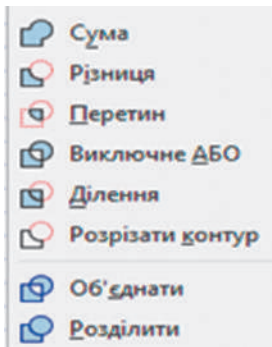 Сума
Різниця
Перетин
Виключне АБО
Ділення
Розрізати контур
Об'єднати
Розділити